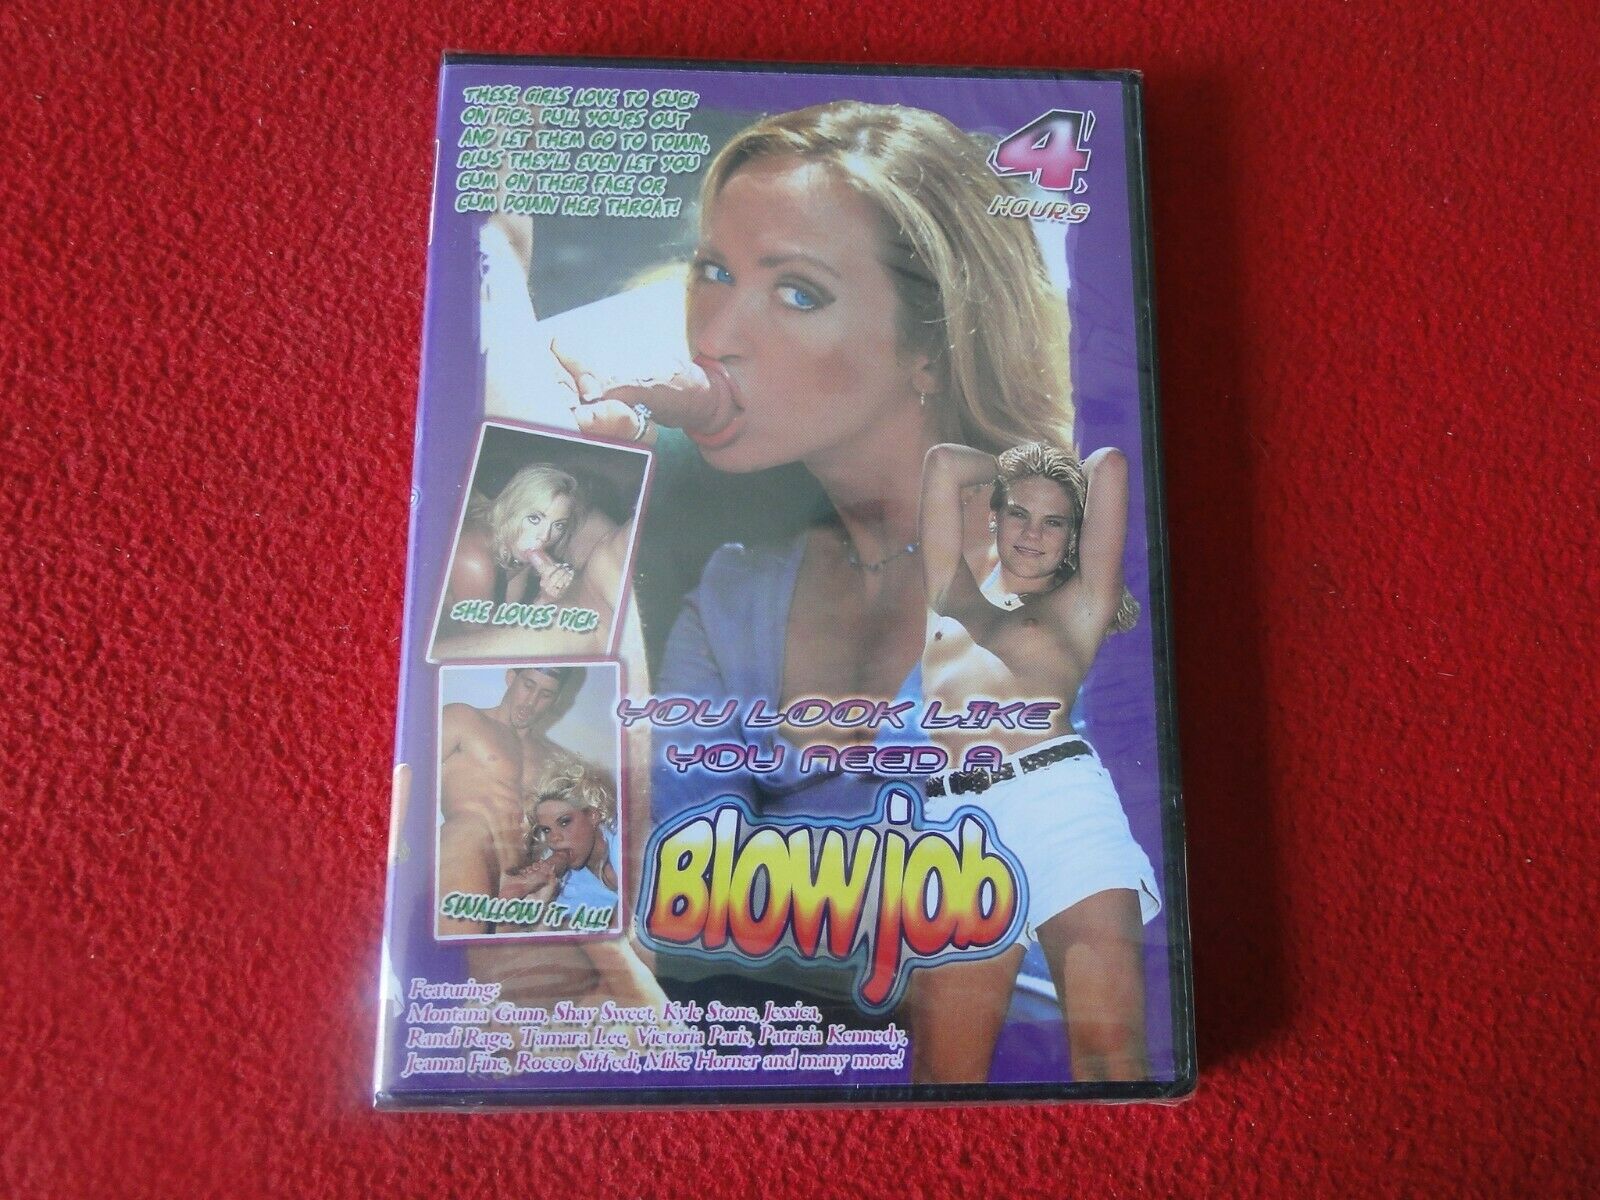 THESE GIRLS LOVE TO SUCK
ON DICK. PULL YOURS OUT
AND LET THEM GO TO TOWN,
PLUS THEY'LL EVEN LET YOU
CUM ON THEIR FACE OR
CUM DOWN HER THROAT!
4
HOURS
SHE LOVES DICK
SWALLOW IT ALL!
YOU LOOK LIKE
YOU NEED A
Blowjob
Featuring:
Montana Gunn, Shay Sweet, Kyle Stone, Jessica,
Randi Rage, Tamara Lee, Victoria Paris, Patricia Kennedy,
Jeanna Fine, Rocco Siffredi, Mike Horner and many more!